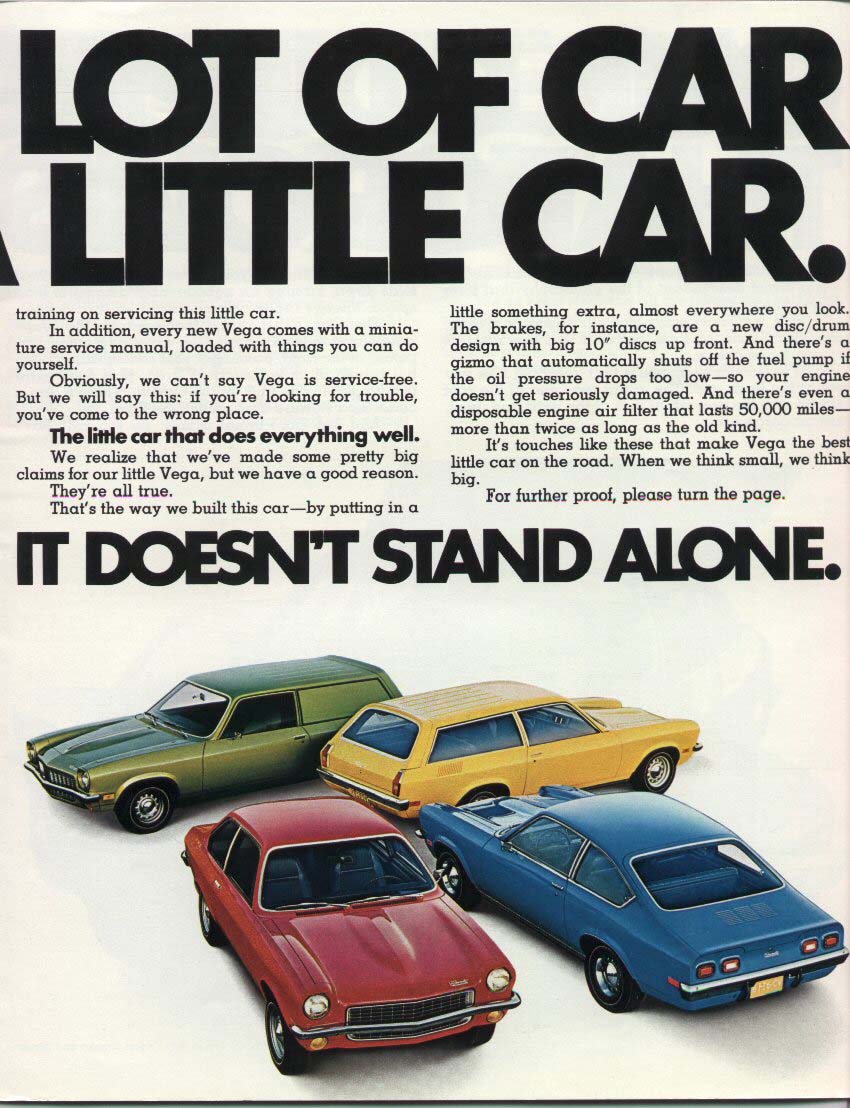 LOT OF CAR
LITTLE CAR.
training on servicing this little car.
In addition, every new Vega comes with a minia-
ture service manual, loaded with things you can do
yourself.
Obviously, we can't say Vega is service-free.
But we will say this: if you're looking for trouble,
you've come to the wrong place.
The little car that does everything well.
We realize that we've made some pretty big
claims for our little Vega, but we have a good reason.
They're all true.
That's the way we built this car—by putting in a
little something extra, almost everywhere you look.
The brakes, for instance, are a new disc/drum
design with big 10″ discs up front. And there's a
gizmo that automatically shuts off the fuel pump if
the oil pressure drops too low—so your engine
doesn't get seriously damaged. And there's even a
disposable engine air filter that lasts 50,000 miles—
more than twice as long as the old kind.
It's touches like these that make Vega the best
little car on the road. When we think small, we think
big.
For further proof, please turn the page.
IT DOESN'T STAND ALONE.